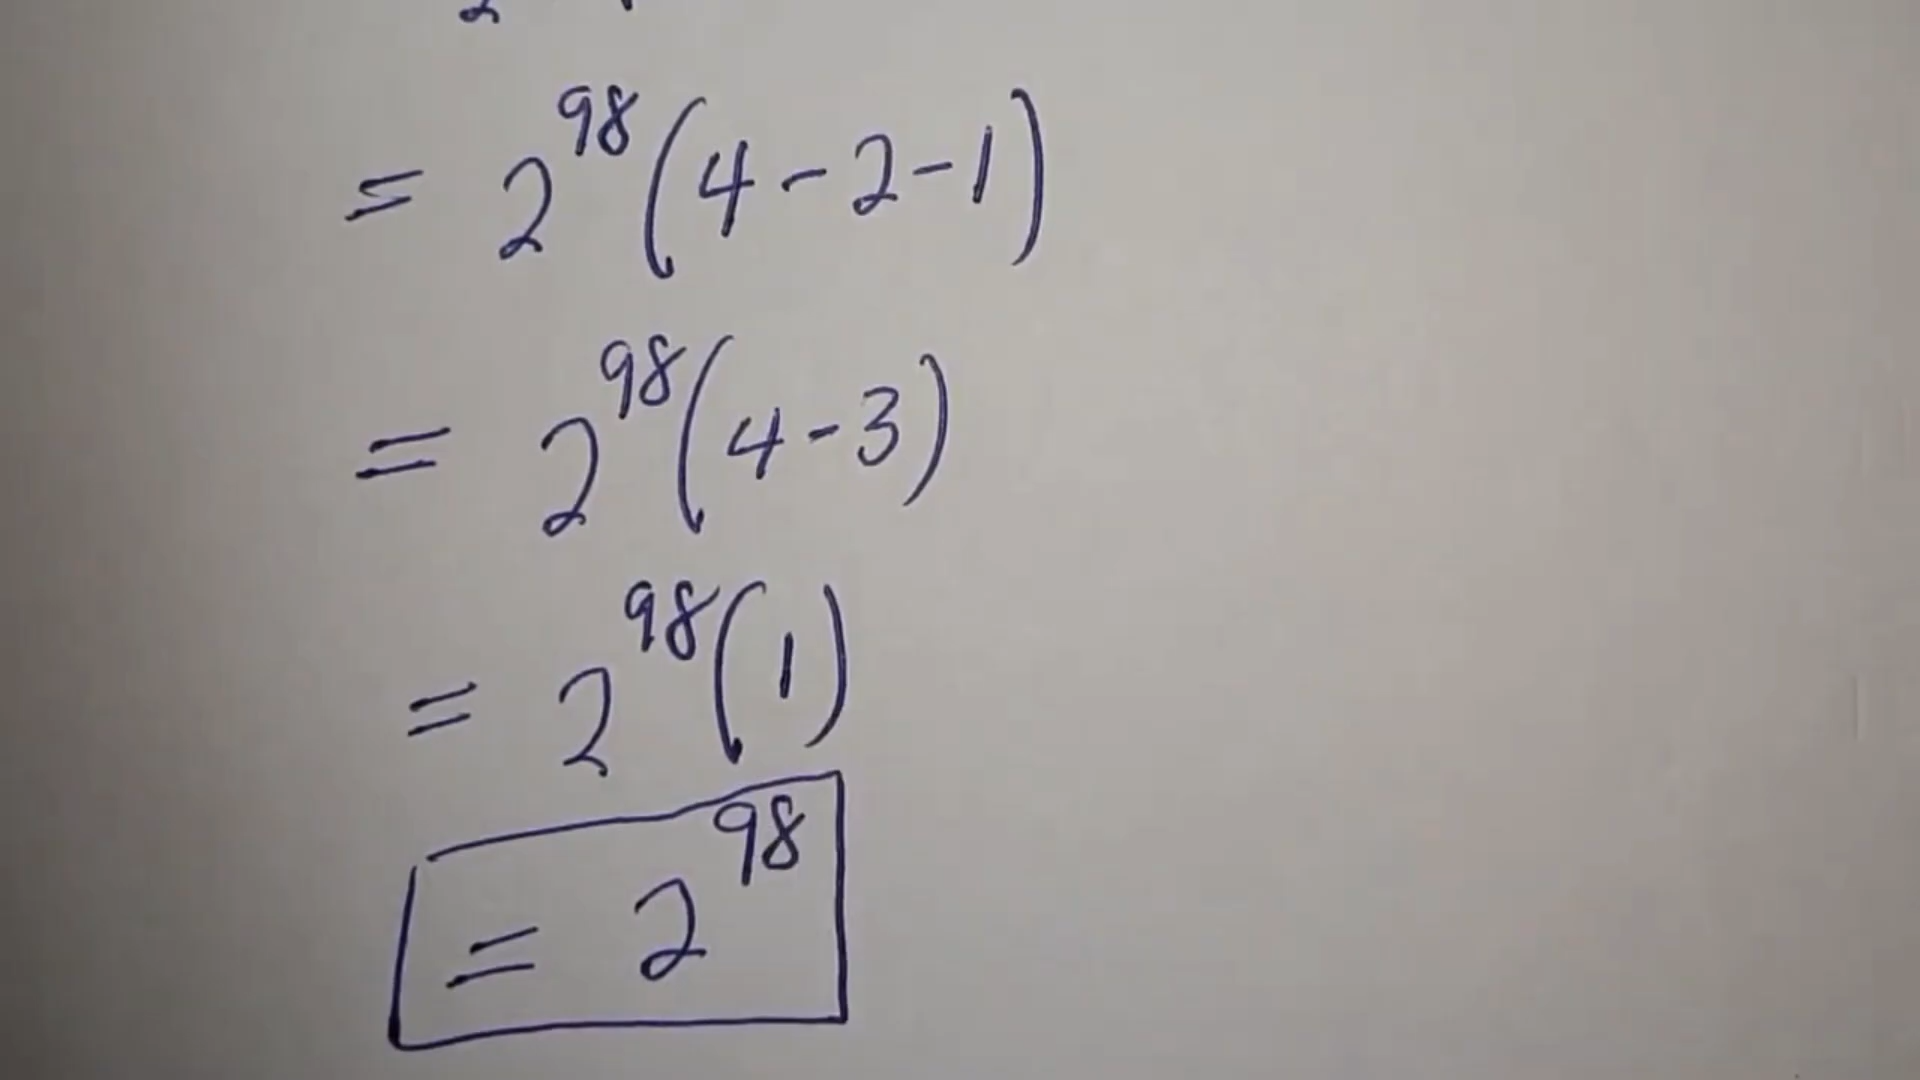 = 2^98 (4 - 2 - 1)
= 2^98 (4 - 3)
= 2^98 (1)
= 2^98